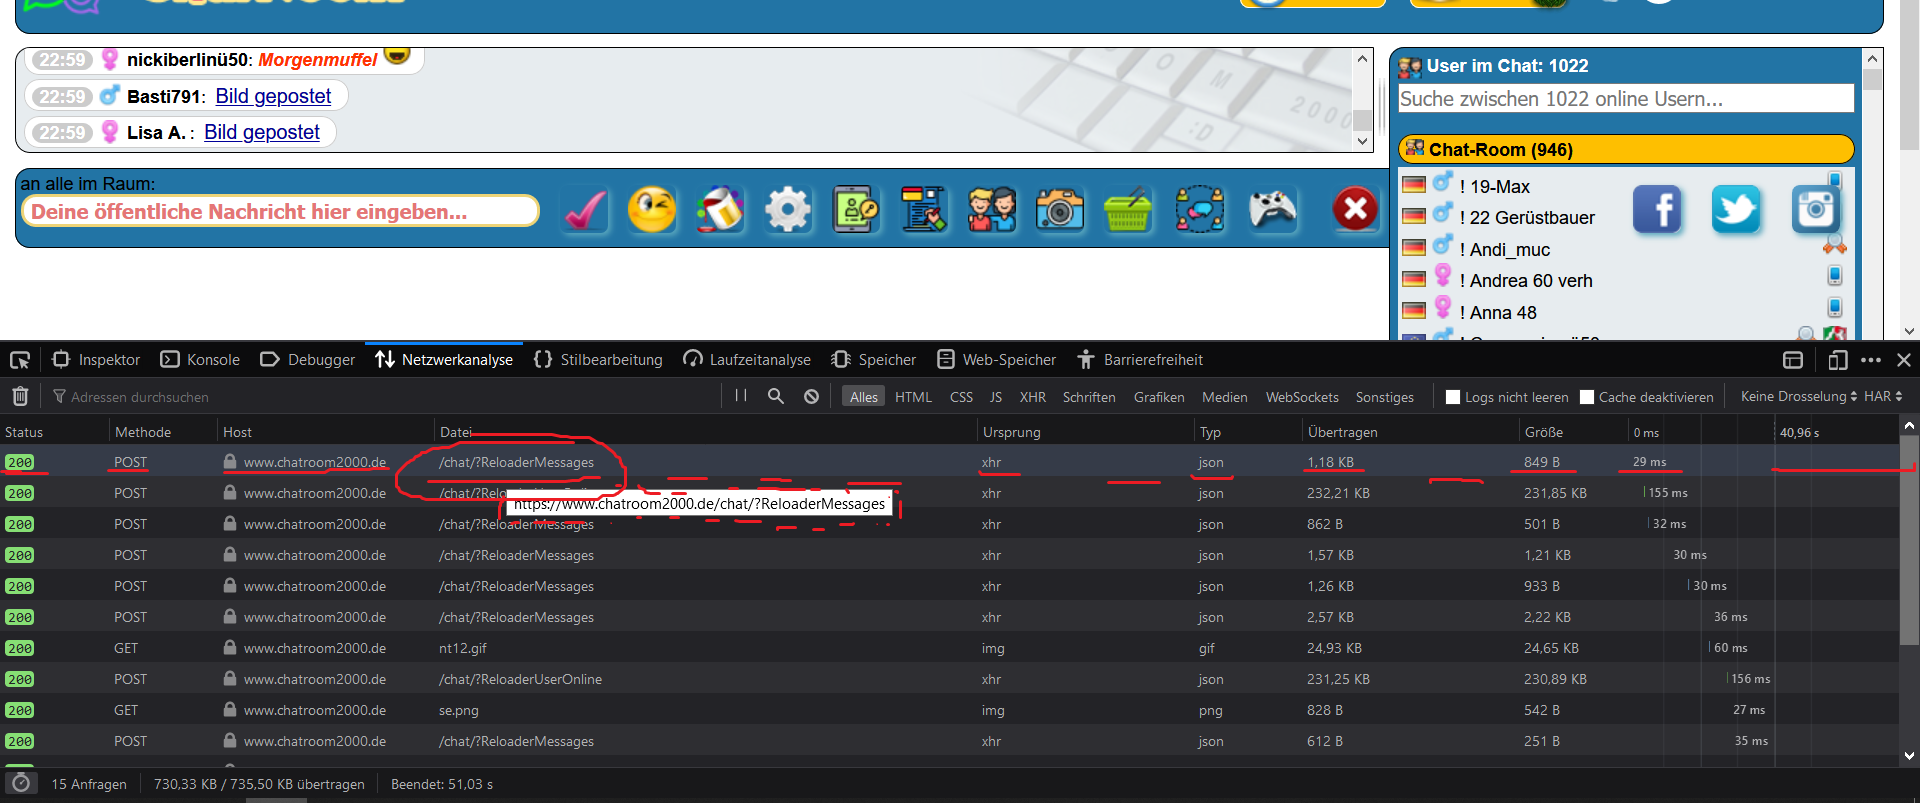 22:59 nickiberlinü50: Morgenmuffel
22:59 Basti791: Bild gepostet
22:59 Lisa A. : Bild gepostet
O M
2000
:D
User im Chat: 1022
Suche zwischen 1022 online Usern...
Chat-Room (946)
! 19-Max
! 22 Gerüstbauer
! Andi_muc
! Andrea 60 verh
! Anna 48
an alle im Raum:
Deine öffentliche Nachricht hier eingeben...
Inspektor Konsole Debugger Netzwerkanalyse Stilbearbeitung Laufzeitanalyse Speicher Web-Speicher Barrierefreiheit
Adressen durchsuchen Alles HTML CSS JS XHR Schriften Grafiken Medien WebSockets Sonstiges Logs nicht leeren Cache deaktivieren Keine Drosselung HAR
Status Methode Host Datei Ursprung Typ Übertragen Größe 0 ms 40,96 s
200 POST www.chatroom2000.de /chat/?ReloaderMessages xhr json 1,18 KB 849 B 29 ms
200 POST www.chatroom2000.de xhr json 232,21 KB 231,85 KB 155 ms
https://www.chatroom2000.de/chat/?ReloaderMessages
200 POST www.chatroom2000.de /chat/?ReloaderMessages xhr json 862 B 501 B 32 ms
200 POST www.chatroom2000.de /chat/?ReloaderMessages xhr json 1,57 KB 1,21 KB 30 ms
200 POST www.chatroom2000.de /chat/?ReloaderMessages xhr json 1,26 KB 933 B 30 ms
200 POST www.chatroom2000.de /chat/?ReloaderMessages xhr json 2,57 KB 2,22 KB 36 ms
200 GET www.chatroom2000.de nt12.gif img gif 24,93 KB 24,65 KB 60 ms
200 POST www.chatroom2000.de /chat/?ReloaderUserOnline xhr json 231,25 KB 230,89 KB 156 ms
200 GET www.chatroom2000.de se.png img png 828 B 542 B 27 ms
200 POST www.chatroom2000.de /chat/?ReloaderMessages xhr json 612 B 251 B 35 ms
15 Anfragen 730,33 KB / 735,50 KB übertragen Beendet: 51,03 s